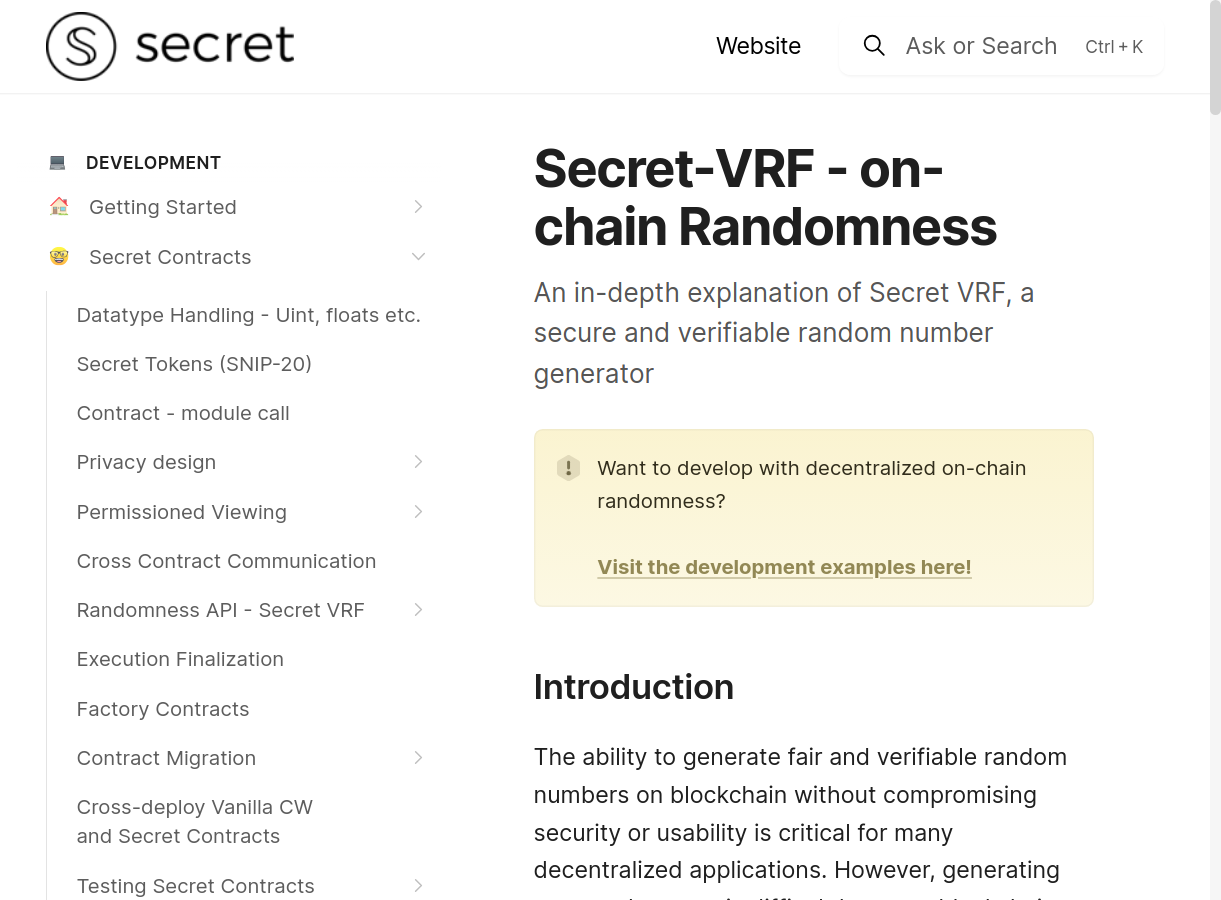 secret
Website
Ask or Search
Ctrl + K
DEVELOPMENT
Getting Started
Secret Contracts
Datatype Handling - Uint, floats etc.
Secret Tokens (SNIP-20)
Contract - module call
Privacy design
Permissioned Viewing
Cross Contract Communication
Randomness API - Secret VRF
Execution Finalization
Factory Contracts
Contract Migration
Cross-deploy Vanilla CW
and Secret Contracts
Testing Secret Contracts
Secret-VRF - on-
chain Randomness
An in-depth explanation of Secret VRF, a
secure and verifiable random number
generator
Want to develop with decentralized on-chain
randomness?
Visit the development examples here!
Introduction
The ability to generate fair and verifiable random
numbers on blockchain without compromising
security or usability is critical for many
decentralized applications. However, generating